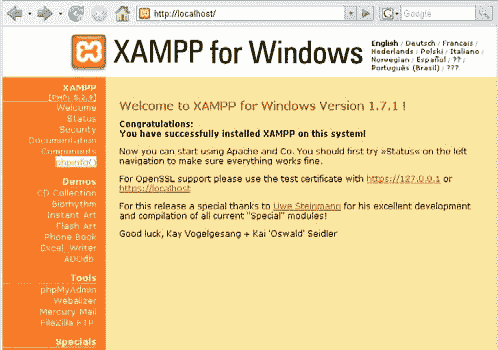 http://localhost/
Google
XAMPP for Windows
English / Deutsch / Francais /
Nederlands / Polski / Italiano /
Norwegian / Español / ?? /
Português (Brasil) / ???
XAMPP
[PHP: 5.2.9]
Welcome
Status
Security
Documentation
Components
phpinfo()
Demos
CD Collection
Biorhythm
Instant Art
Flash Art
Phone Book
Excel_Writer
ADOdb
Tools
phpMyAdmin
Webalizer
Mercury Mail
FileZilla FTP
Specials
Welcome to XAMPP for Windows Version 1.7.1 !
Congratulations:
You have successfully installed XAMPP on this system!
Now you can start using Apache and Co. You should first try »Status« on the left
navigation to make sure everything works fine.
For OpenSSL support please use the test certificate with https://127.0.0.1 or
https://localhost
For this release a special thanks to Uwe Steinmann for his excellent development
and compilation of all current "Special" modules!
Good luck, Kay Vogelgesang + Kai 'Oswald' Seidler